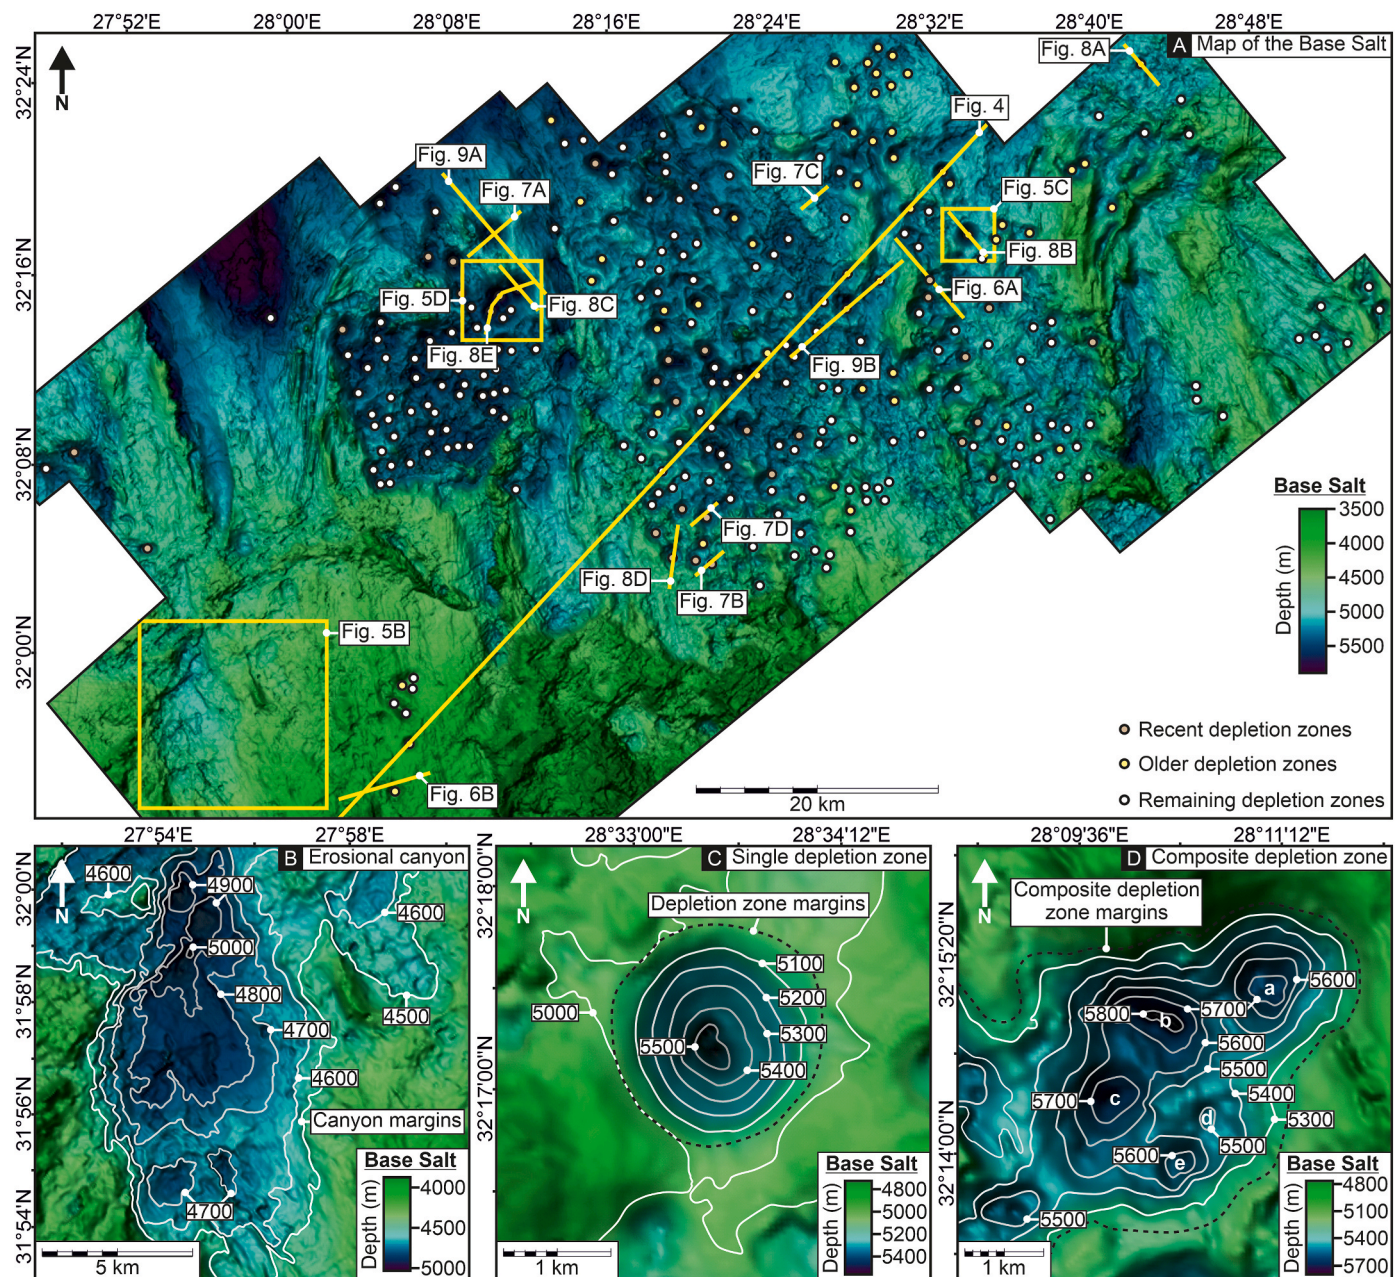 27°52'E 28°00'E 28°08'E 28°16'E 28°24'E 28°32'E 28°40'E 28°48'E
A Map of the Base Salt
N
32°24'N
32°16'N
32°08'N
32°00'N
Fig. 8A
Fig. 4
Fig. 9A
Fig. 7A
Fig. 7C
Fig. 5C
Fig. 8B
Fig. 5D
Fig. 8C
Fig. 6A
Fig. 8E
Fig. 9B
Fig. 7D
Fig. 8D
Fig. 7B
Fig. 5B
Fig. 6B
Base Salt
Depth (m)
3500
4000
4500
5000
5500
Recent depletion zones
Older depletion zones
Remaining depletion zones
20 km
27°54'E 27°58'E
B Erosional canyon
N
32°00'N
31°58'N
31°56'N
31°54'N
4600
4900
4600
5000
4800
4500
4700
4600
Canyon margins
4700
Base Salt
Depth (m)
4000
4500
5000
5 km
28°33'00"E 28°34'12"E
C Single depletion zone
N
32°18'00"N
32°17'00"N
Depletion zone margins
5100
5200
5000
5300
5500
5400
Base Salt
Depth (m)
4800
5000
5200
5400
1 km
28°09'36"E 28°11'12"E
D Composite depletion zone
N
32°15'20"N
32°14'00"N
Composite depletion
zone margins
5600
a
5700
5800
b
5600
5500
5400
5700
c
5300
d
5500
5600
e
5500
Base Salt
Depth (m)
4800
5100
5400
5700
1 km